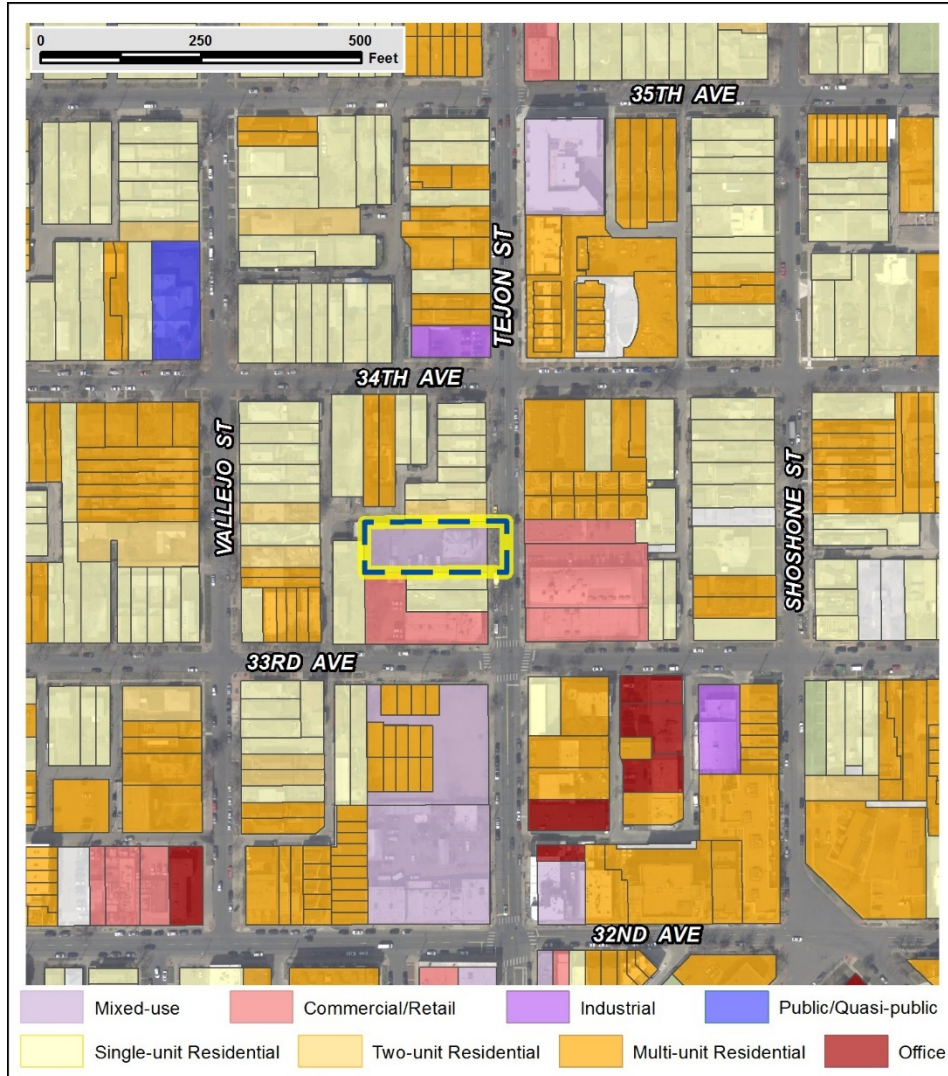 0 250 500
Feet
35TH AVE
TEJON ST
34TH AVE
VALLEJO ST
SHOSHONE ST
33RD AVE
32ND AVE
Mixed-use Commercial/Retail Industrial Public/Quasi-public
Single-unit Residential Two-unit Residential Multi-unit Residential Office